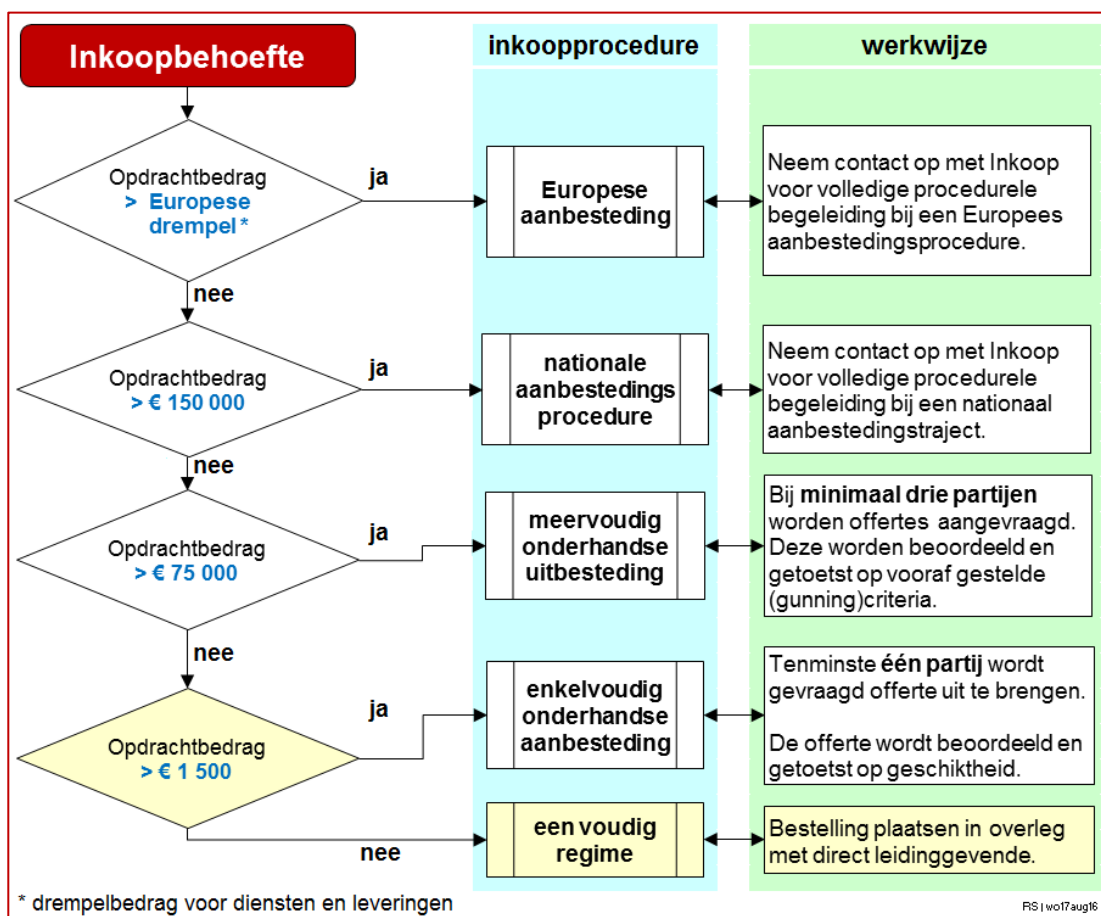 Inkoopbehoefte
inkoopprocedure
werkwijze
Opdrachtbedrag
> Europese
drempel*
ja
nee
Europese
aanbesteding
Neem contact op met Inkoop
voor volledige procedurele
begeleiding bij een Europees
aanbestedingsprocedure.
Opdrachtbedrag
> € 150 000
ja
nee
nationale
aanbestedings
procedure
Neem contact op met Inkoop
voor volledige procedurele
begeleiding bij een nationaal
aanbestedingstraject.
Opdrachtbedrag
> € 75 000
ja
nee
meervoudig
onderhandse
uitbesteding
Bij minimaal drie partijen
worden offertes aangevraagd.
Deze worden beoordeeld en
getoetst op vooraf gestelde
(gunning)criteria.
Opdrachtbedrag
> € 1 500
ja
nee
enkelvoudig
onderhandse
aanbesteding
Tenminste één partij wordt
gevraagd offerte uit te brengen.
De offerte wordt beoordeeld en
getoetst op geschiktheid.
een voudig
regime
Bestelling plaatsen in overleg
met direct leidinggevende.
* drempelbedrag voor diensten en leveringen
FIS | wo17aug16